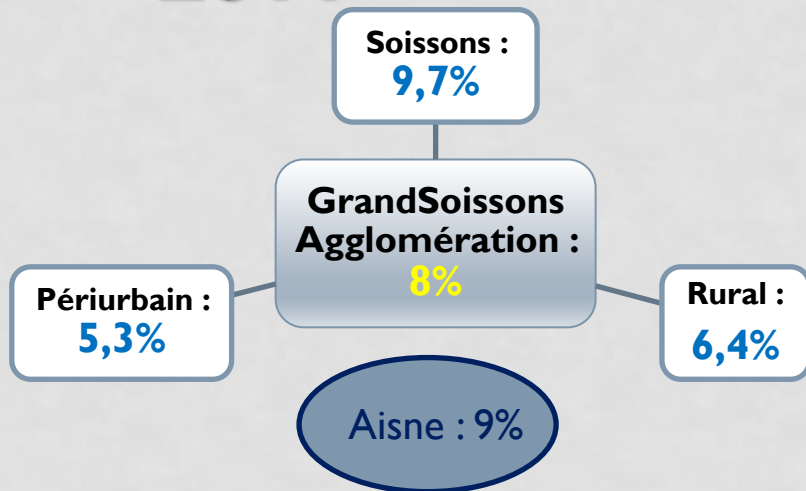 Soissons :
9,7%
GrandSoissons
Agglomération :
8%
Périurbain :
5,3%
Rural :
6,4%
Aisne : 9%